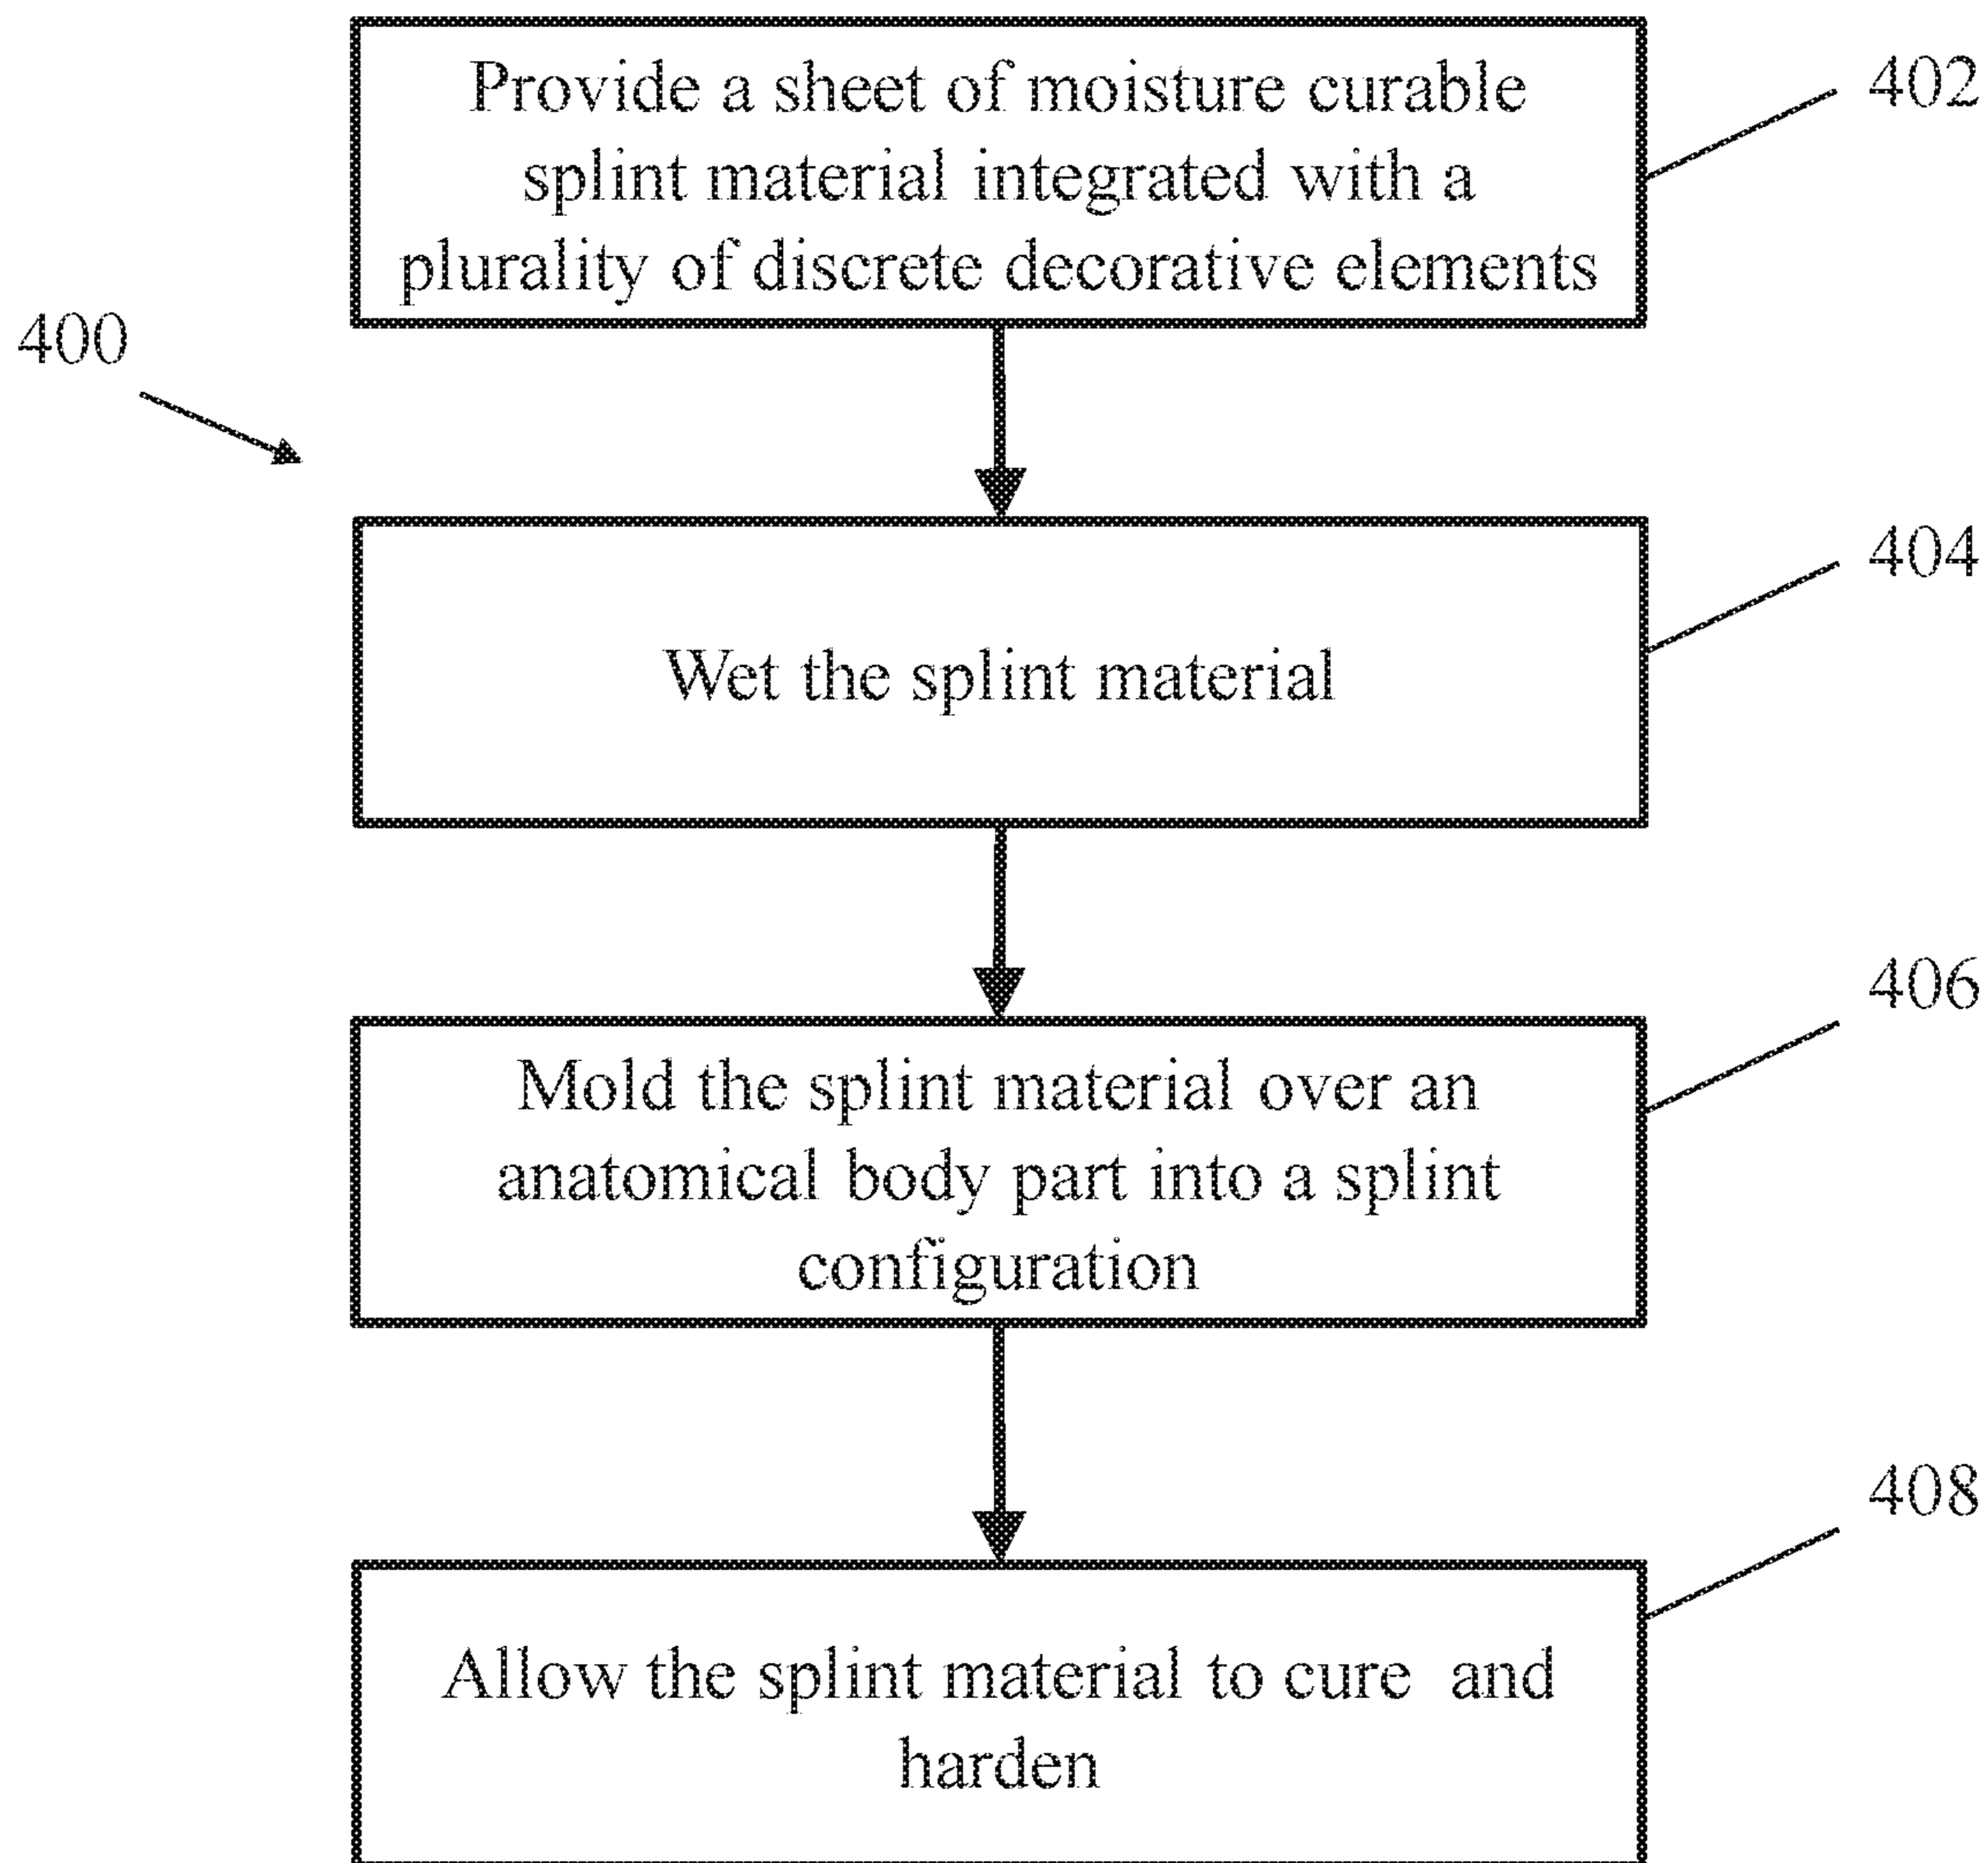 Provide a sheet of moisture curable
splint material integrated with a
plurality of discrete decorative elements
402
400
Wet the splint material
404
Mold the splint material over an
anatomical body part into a splint
configuration
406
Allow the splint material to cure  and
harden
408